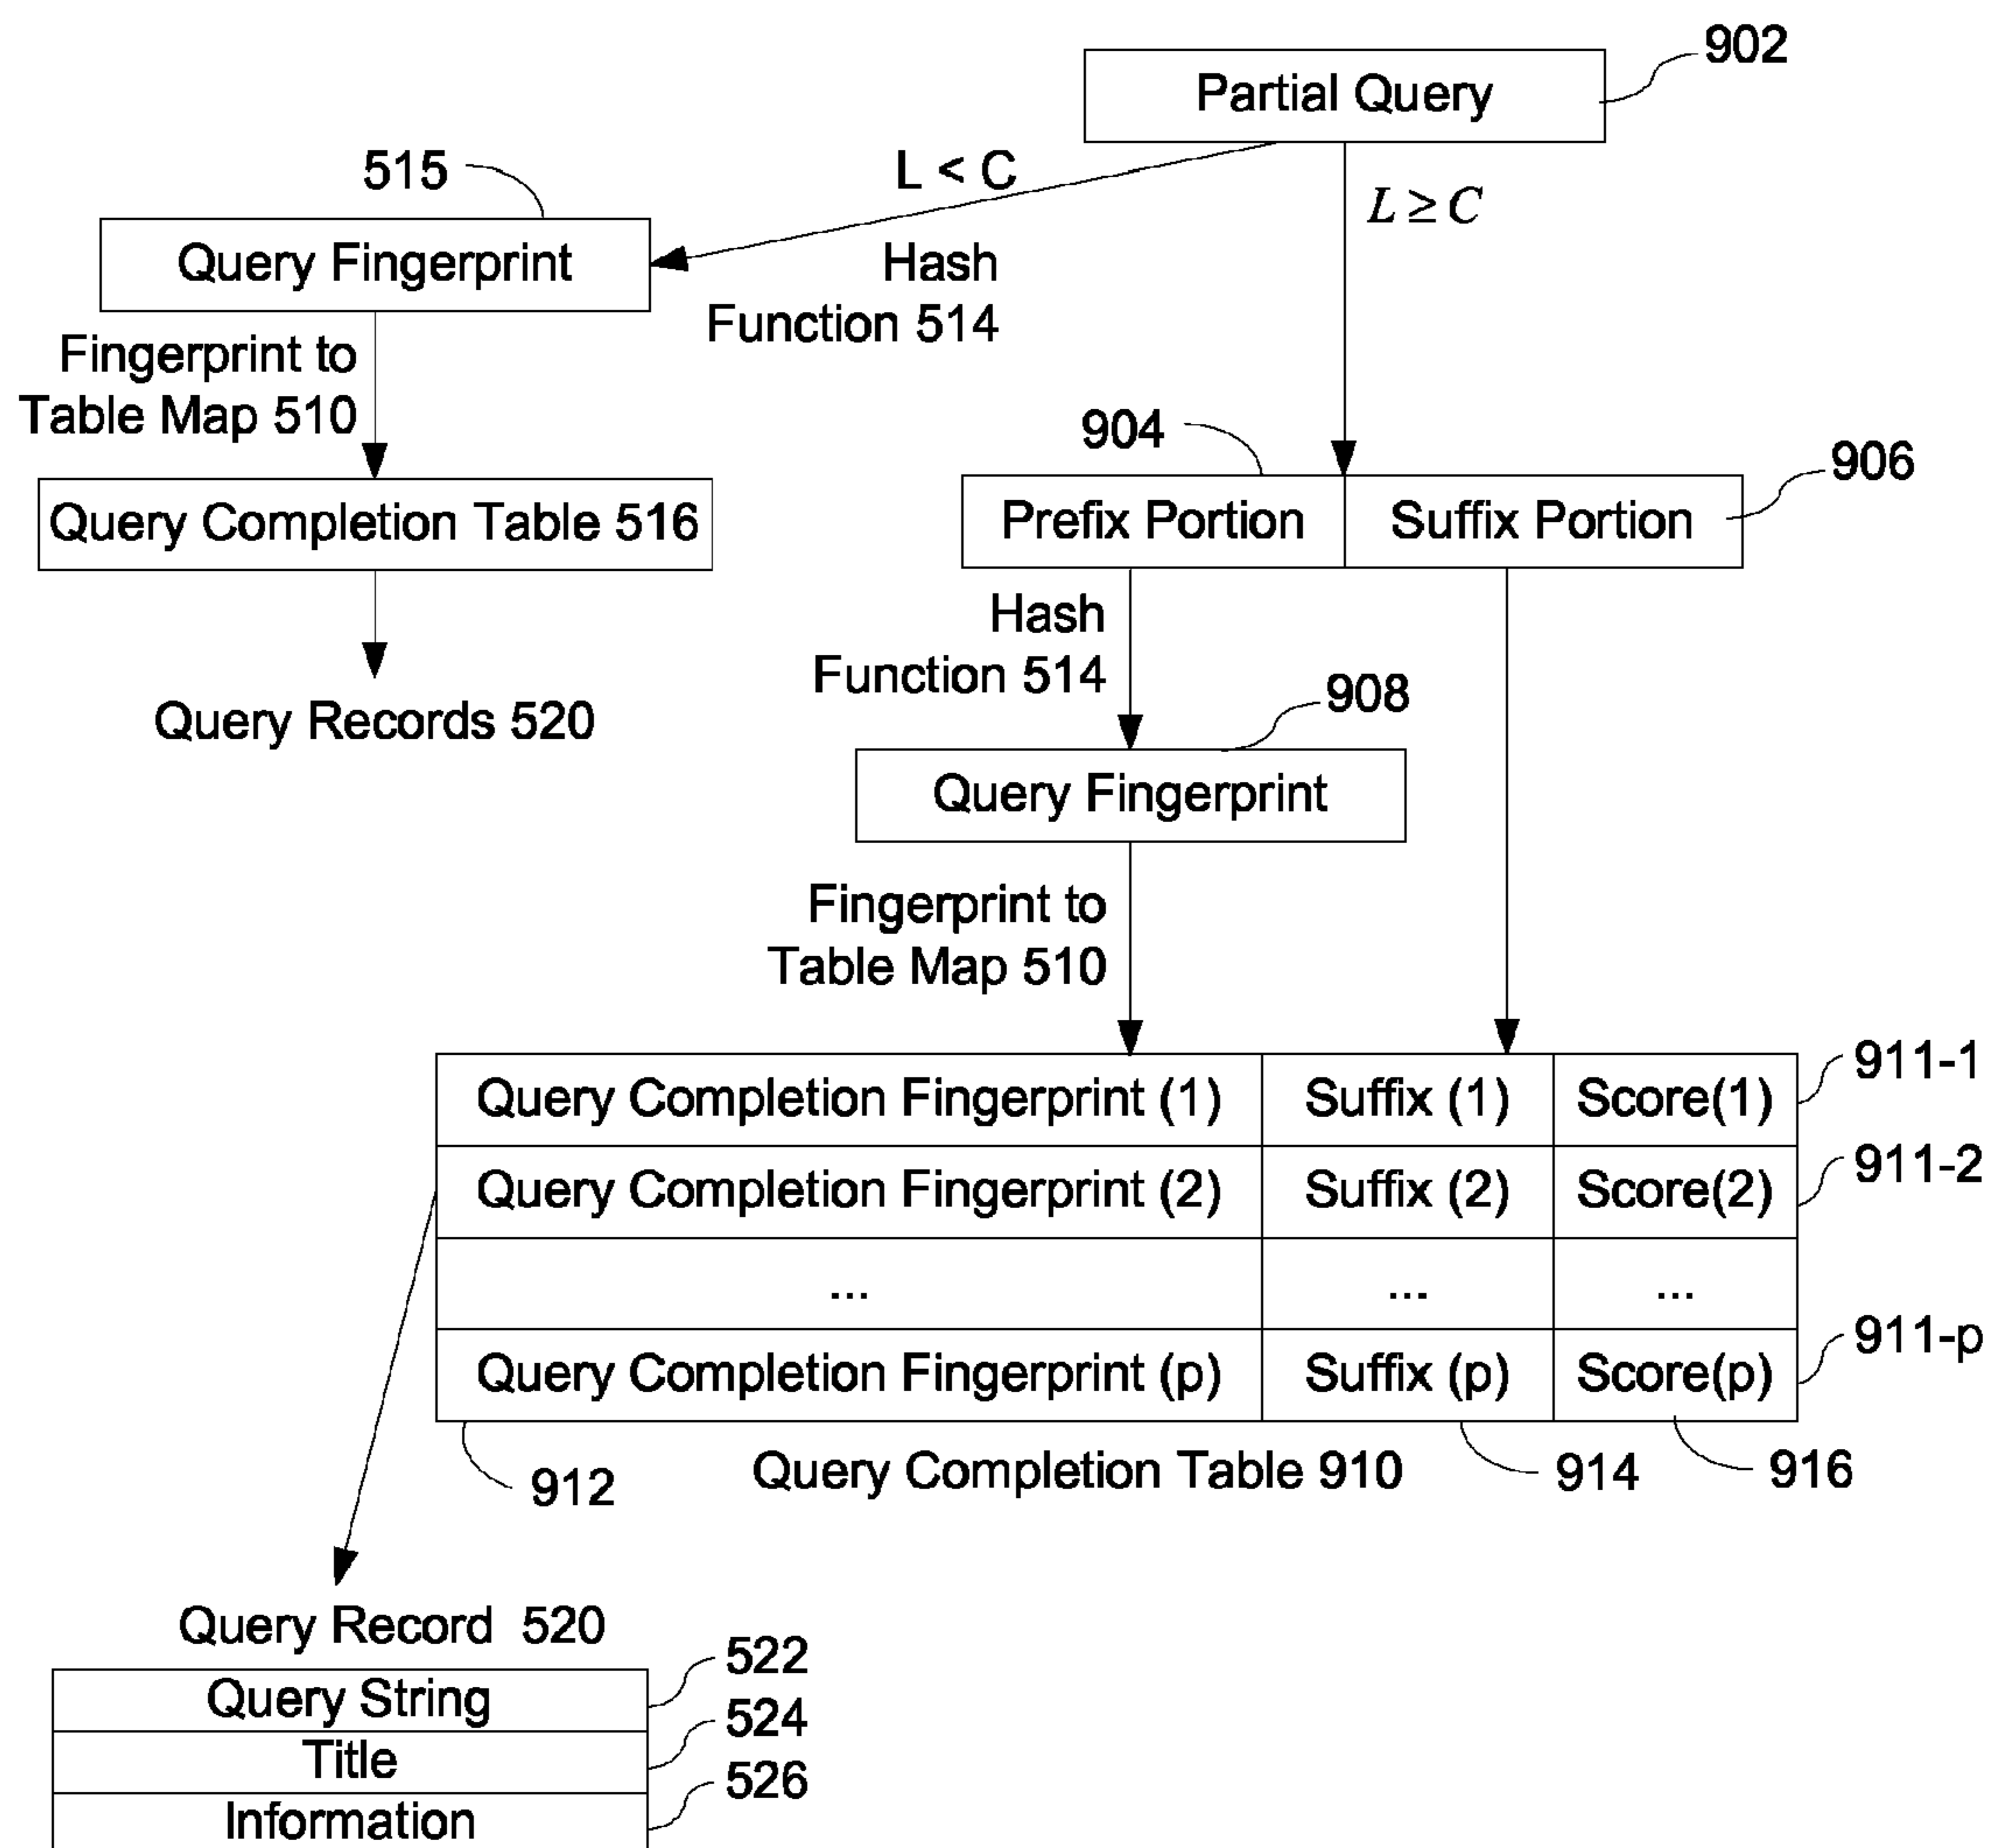 902
Partial Query
515
L < C
L ≥ C
Query Fingerprint
Hash
Function 514
Fingerprint to
Table Map 510
904
906
Query Completion Table 516
Prefix Portion
Suffix Portion
Hash
Function 514
908
Query Records 520
Query Fingerprint
Fingerprint to
Table Map 510
911-1
Query Completion Fingerprint (1) Suffix (1) Score(1)
911-2
Query Completion Fingerprint (2) Suffix (2) Score(2)
... ... ...
911-p
Query Completion Fingerprint (p) Suffix (p) Score(p)
912
Query Completion Table 910
914
916
Query Record 520
522
Query String
524
Title
526
Information